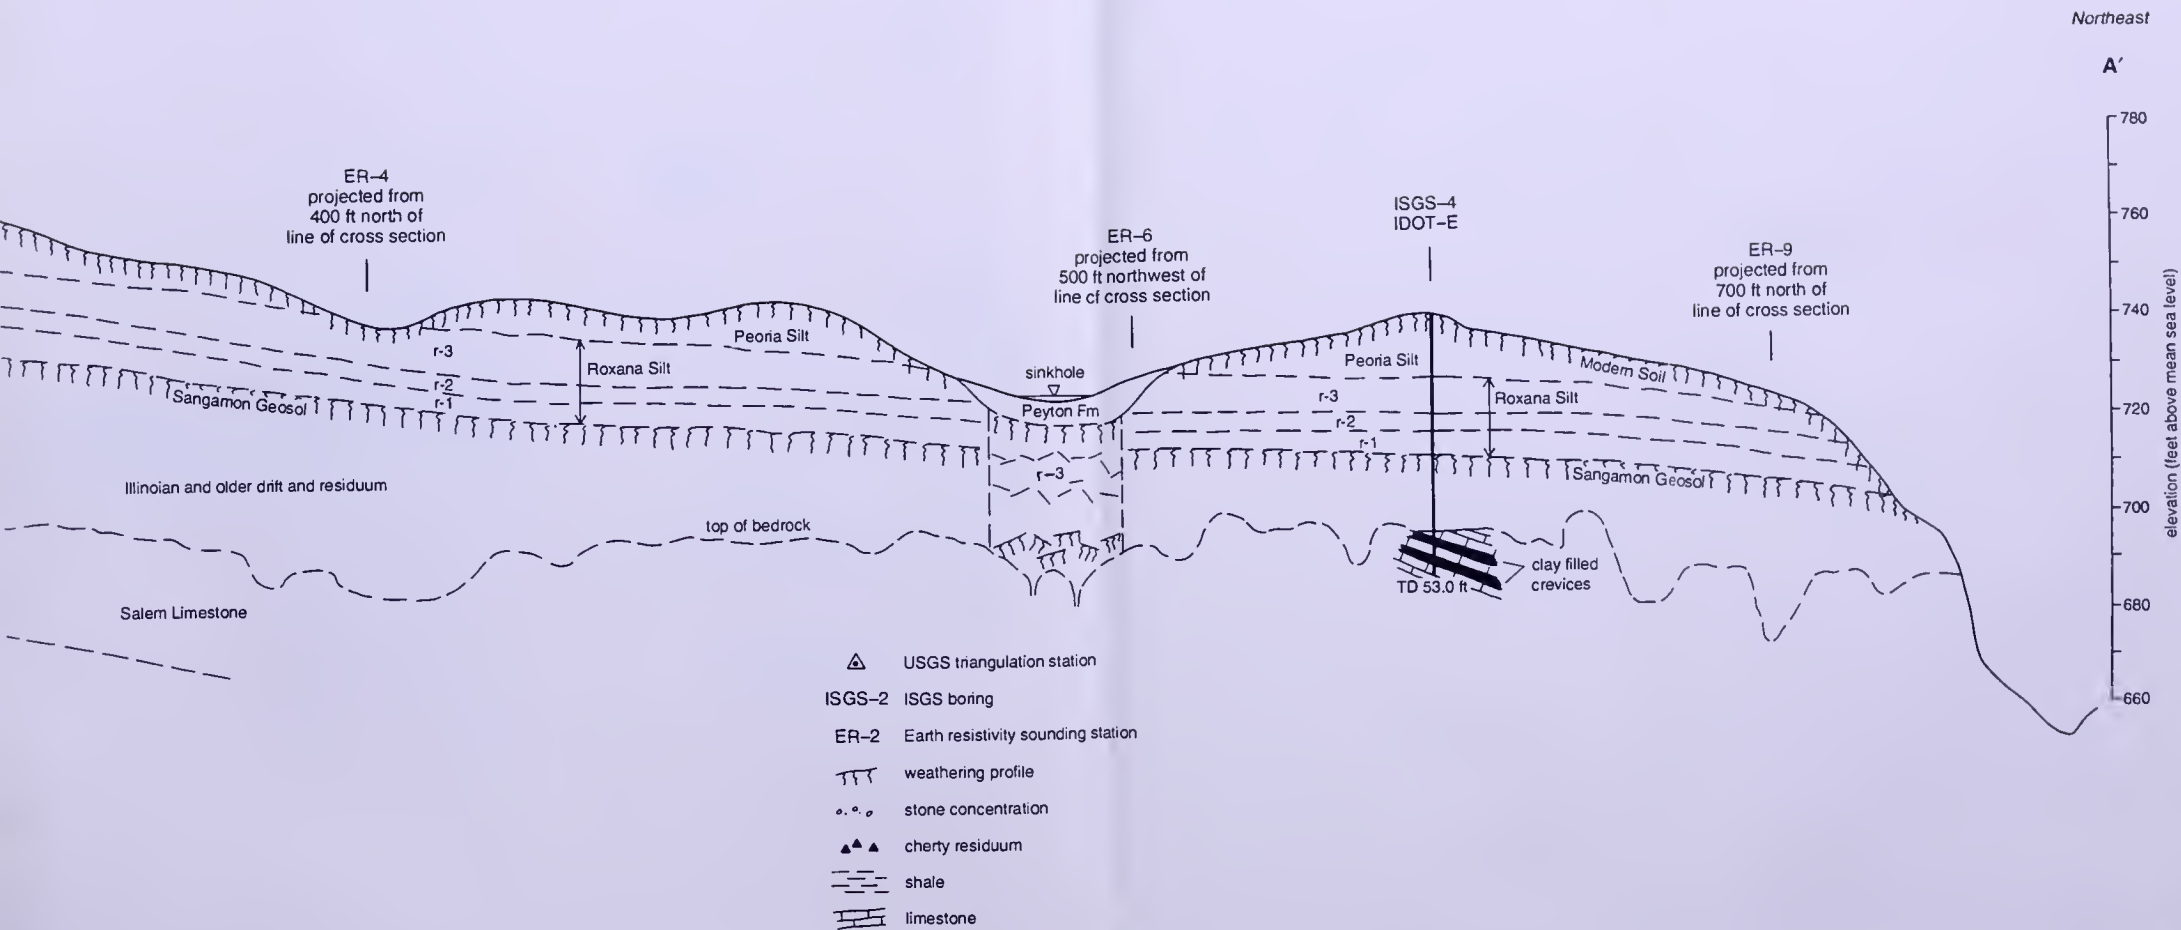 Northeast
A′
780
760
740
720
700
680
660
elevation (feet above mean sea level)
ER–4
projected from
400 ft north of
line of cross section
ER–6
projected from
500 ft northwest of
line of cross section
ISGS–4
IDOT–E
ER–9
projected from
700 ft north of
line of cross section
Peoria Silt
r-3
Roxana Silt
r-2
r-1
Sangamon Geosol
sinkhole
Peyton Fm
r–3
Peoria Silt
Modern Soil
r-3
Roxana Silt
r-2
r-1
Sangamon Geosol
Illinoian and older drift and residuum
top of bedrock
clay filled
crevices
TD 53.0 ft
Salem Limestone
USGS triangulation station
ISGS–2 ISGS boring
ER–2 Earth resistivity sounding station
weathering profile
stone concentration
cherty residuum
shale
limestone